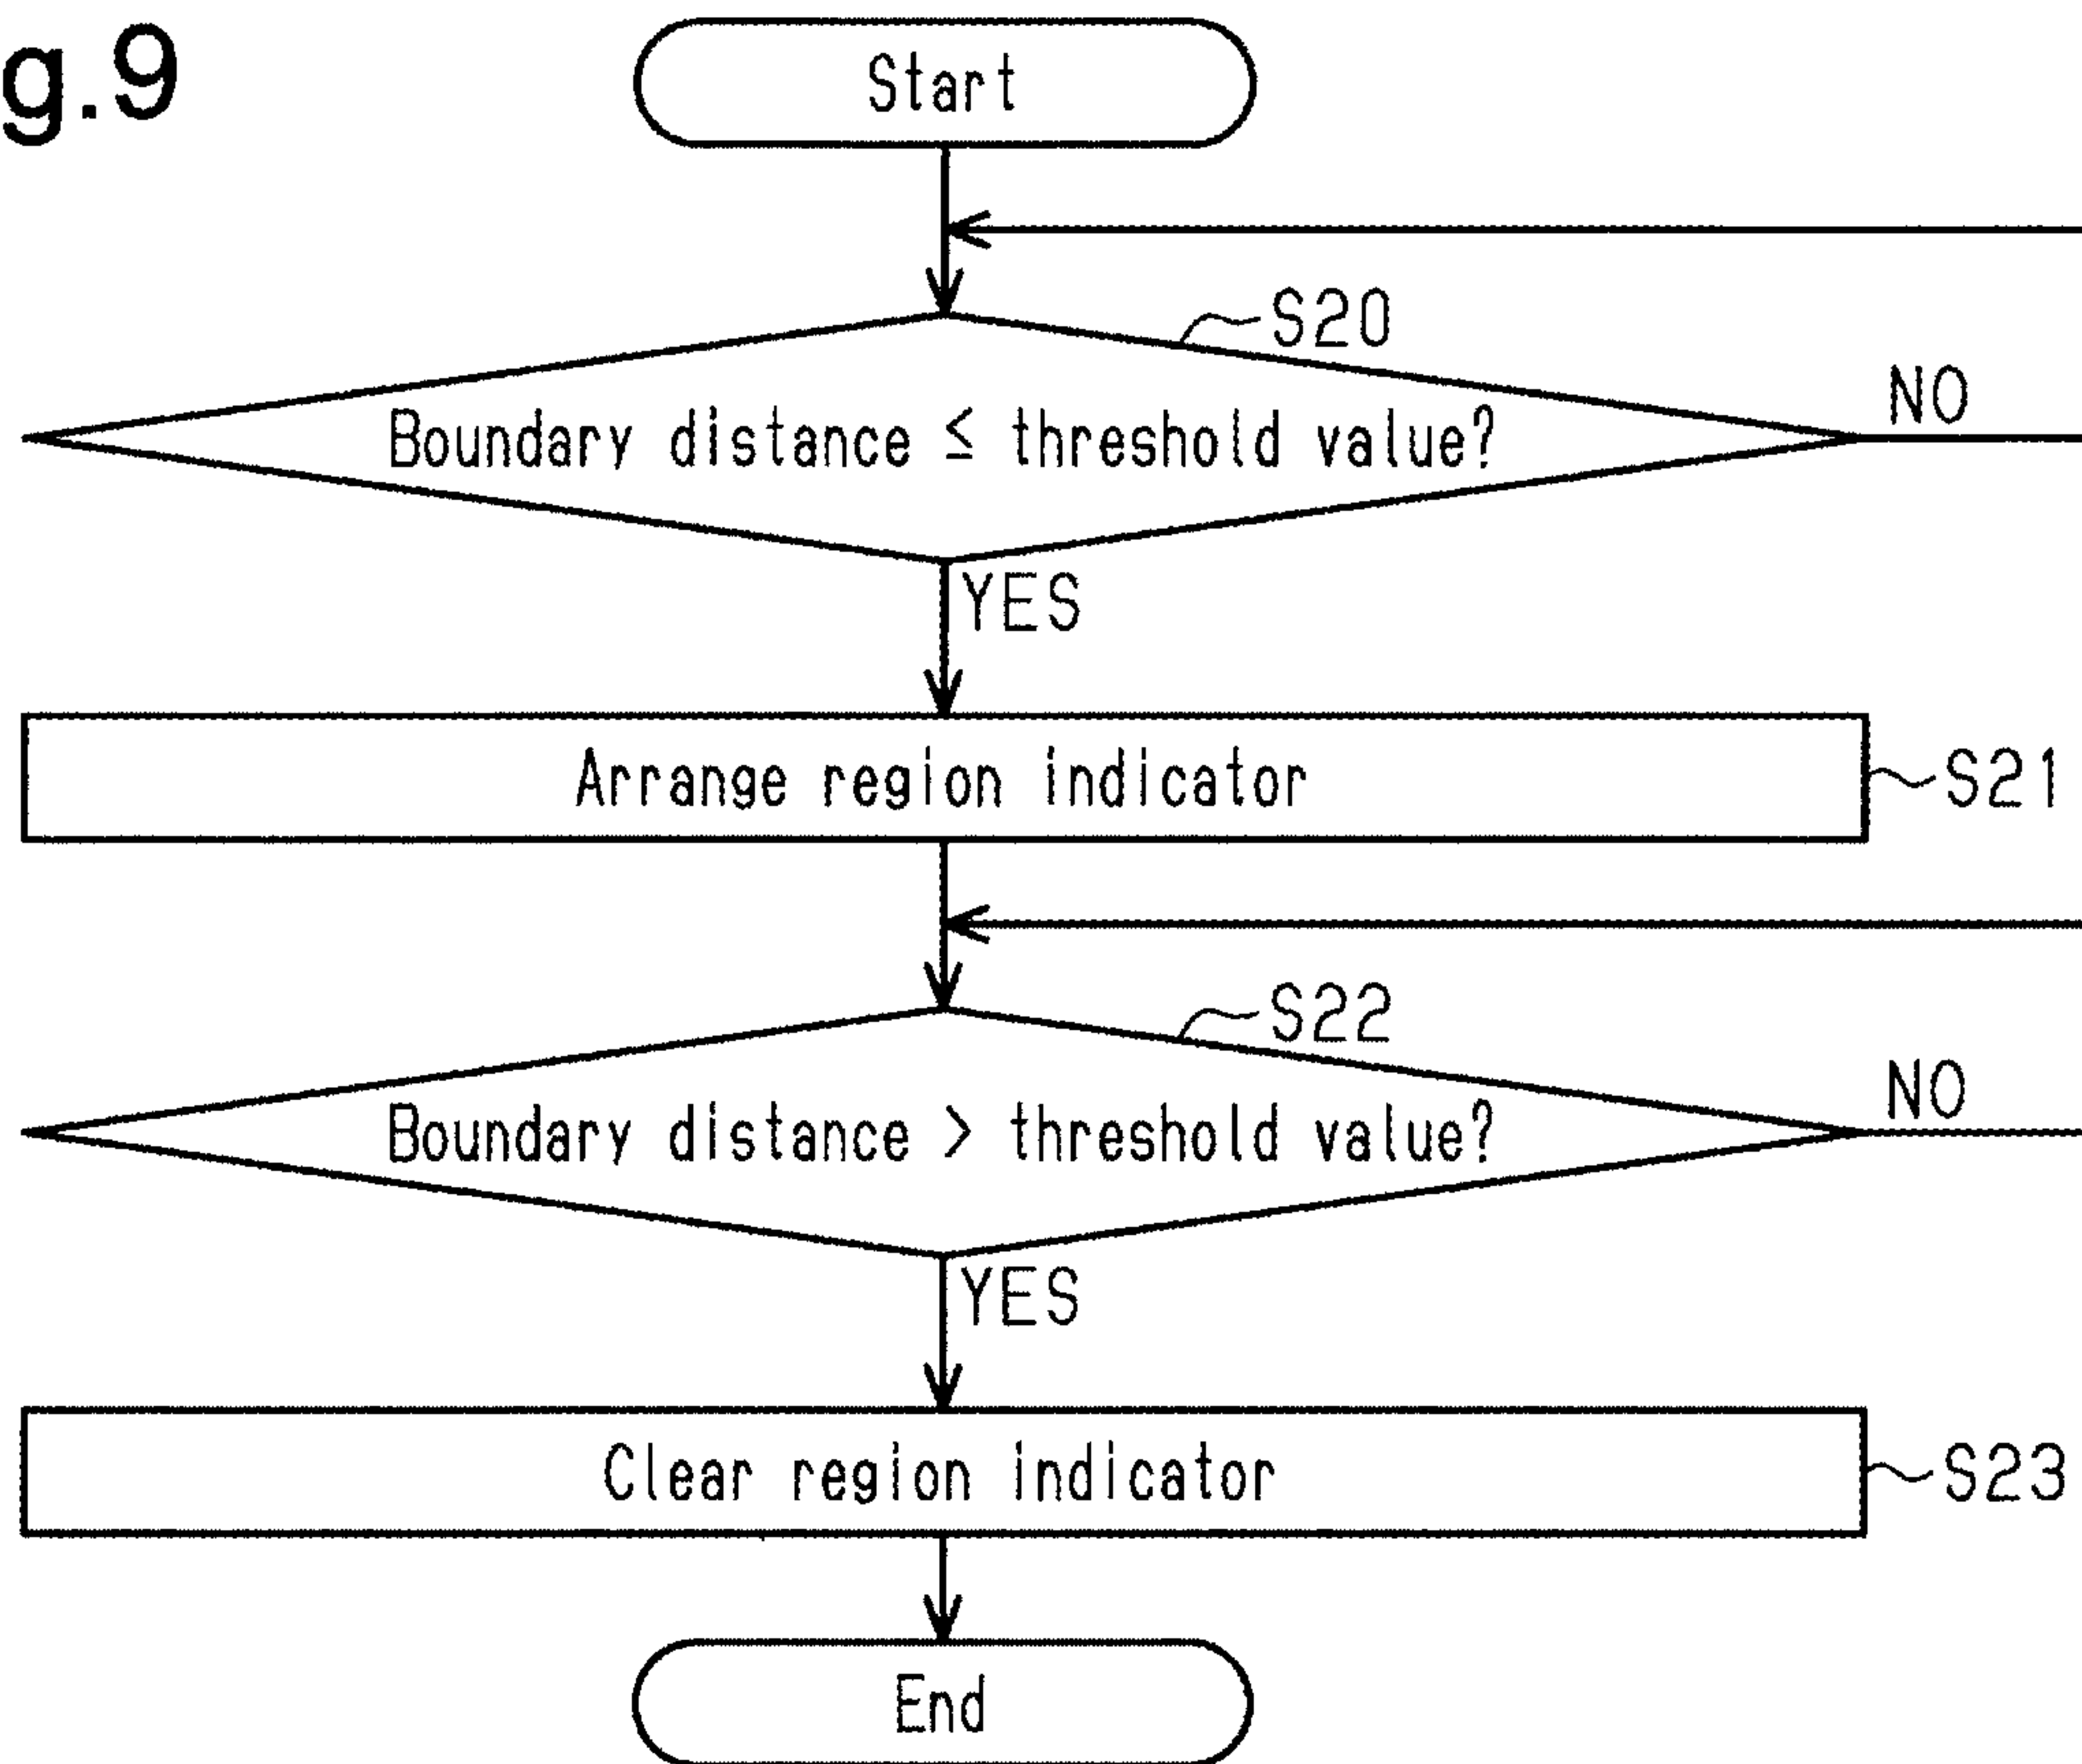 g.9
Start
S20
Boundary distance ≤ threshold value?
NO
YES
Arrange region indicator
S21
S22
Boundary distance > threshold value?
NO
YES
Clear region indicator
S23
End